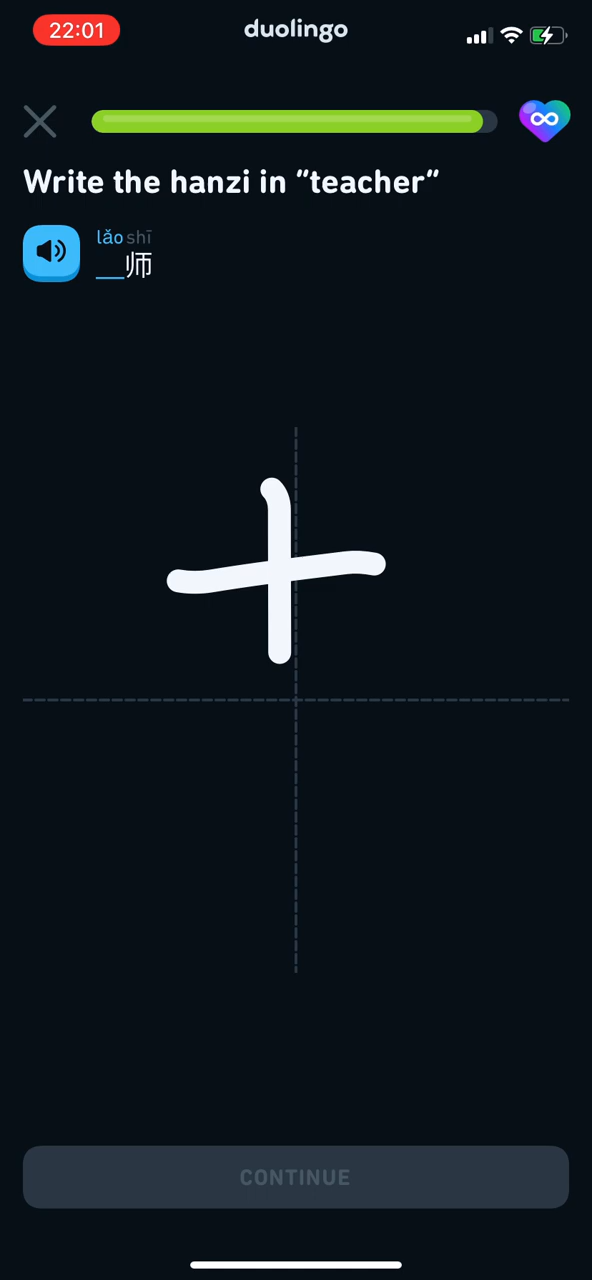 22:01
duolingo
Write the hanzi in “teacher”
lǎo shī
__师
十
CONTINUE